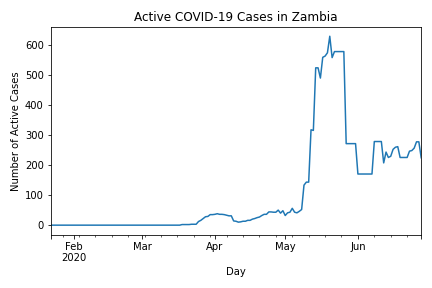 Active COVID-19 Cases in Zambia
Number of Active Cases
600
500
400
300
200
100
0
Feb
2020
Mar
Apr
May
Jun
Day